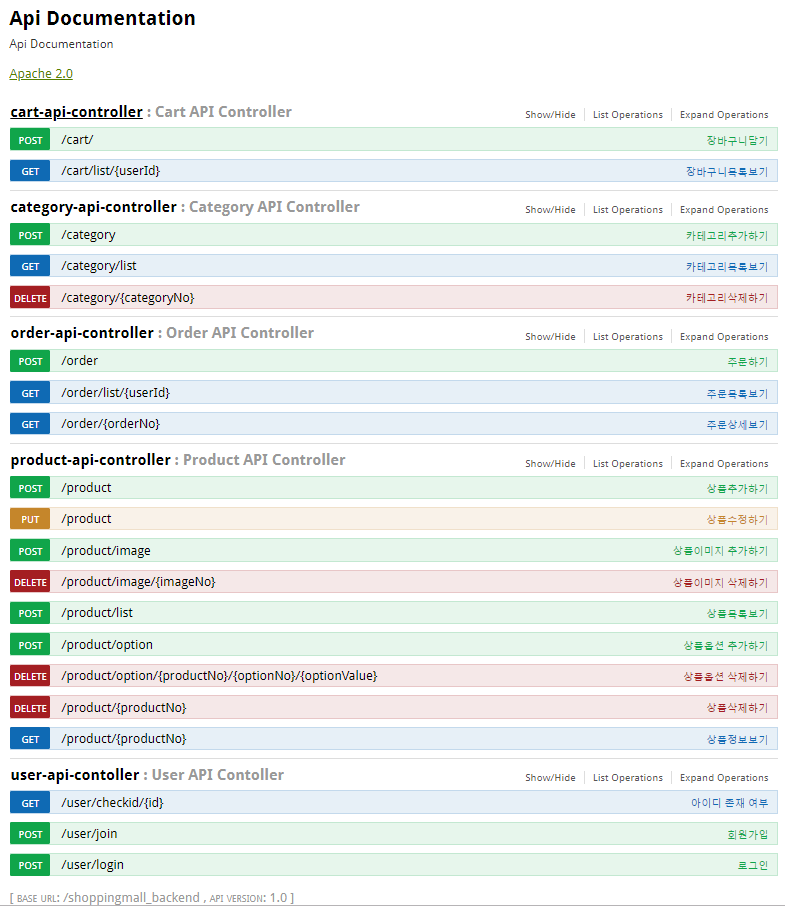 Api Documentation
Api Documentation
Apache 2.0
cart-api-controller : Cart API Controller Show/Hide List Operations Expand Operations
POST /cart/ 장바구니담기
GET /cart/list/{userId} 장바구니목록보기
category-api-controller : Category API Controller Show/Hide List Operations Expand Operations
POST /category 카테고리추가하기
GET /category/list 카테고리목록보기
DELETE /category/{categoryNo} 카테고리삭제하기
order-api-controller : Order API Controller Show/Hide List Operations Expand Operations
POST /order 주문하기
GET /order/list/{userId} 주문목록보기
GET /order/{orderNo} 주문상세보기
product-api-controller : Product API Controller Show/Hide List Operations Expand Operations
POST /product 상품추가하기
PUT /product 상품수정하기
POST /product/image 상품이미지 추가하기
DELETE /product/image/{imageNo} 상품이미지 삭제하기
POST /product/list 상품목록보기
POST /product/option 상품옵션 추가하기
DELETE /product/option/{productNo}/{optionNo}/{optionValue} 상품옵션 삭제하기
DELETE /product/{productNo} 상품삭제하기
GET /product/{productNo} 상품정보보기
user-api-contoller : User API Contoller Show/Hide List Operations Expand Operations
GET /user/checkid/{id} 아이디 존재 여부
POST /user/join 회원가입
POST /user/login 로그인
[ BASE URL: /shoppingmall_backend , API VERSION: 1.0 ]